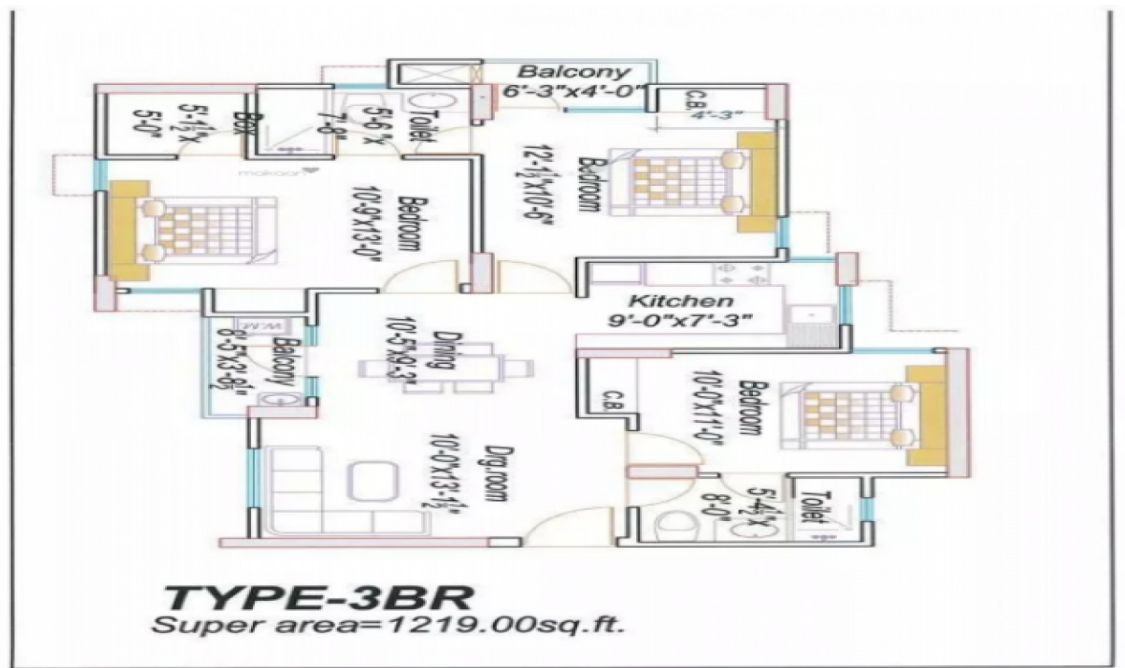 Balcony
6'-3"x4'-0"
C.B.
4'-3"
Box
5'-1½"x
5'-0"
Toilet
5'-6"x
7'-8"
Bedroom
12'-1½"x10'-6"
makaan
Bedroom
10'-9"x13'-0"
Kitchen
9'-0"x7'-3"
W.M.
Balcony
8'-5"x3'-8½"
Dining
10'-5"x9'-3"
C.B.
Bedroom
10'-0"x11'-0"
Drg.room
10'-0"x13'-1½"
Toilet
5'-4½"x
8'-0"
TYPE-3BR
Super area=1219.00sq.ft.